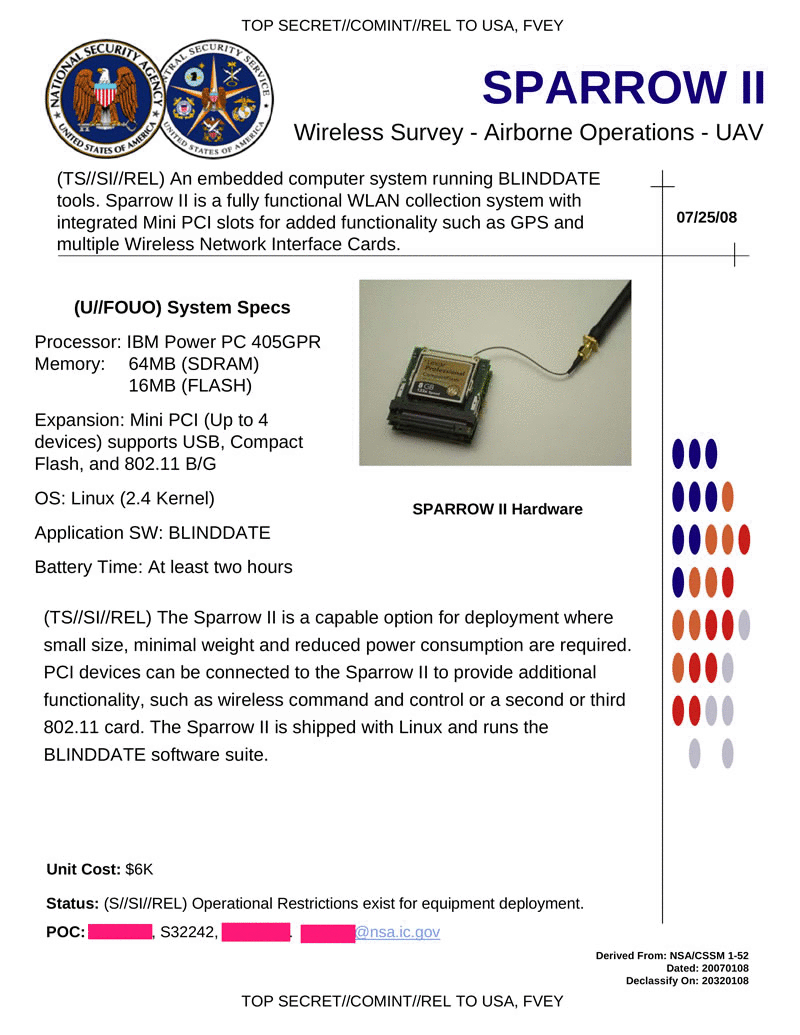 TOP SECRET//COMINT//REL TO USA, FVEY
NATIONAL SECURITY AGENCY
UNITED STATES OF AMERICA
TRAL SECURITY SERVICE
UNITED STATES OF AMERICA
SPARROW II
Wireless Survey - Airborne Operations - UAV
(TS//SI//REL) An embedded computer system running BLINDDATE
tools. Sparrow II is a fully functional WLAN collection system with
integrated Mini PCI slots for added functionality such as GPS and
multiple Wireless Network Interface Cards.
07/25/08
(U//FOUO) System Specs
Processor: IBM Power PC 405GPR
Memory: 64MB (SDRAM)
16MB (FLASH)
Expansion: Mini PCI (Up to 4
devices) supports USB, Compact
Flash, and 802.11 B/G
OS: Linux (2.4 Kernel)
Application SW: BLINDDATE
Battery Time: At least two hours
Professional
CompactFlash
8 GB
SPARROW II Hardware
(TS//SI//REL) The Sparrow II is a capable option for deployment where
small size, minimal weight and reduced power consumption are required.
PCI devices can be connected to the Sparrow II to provide additional
functionality, such as wireless command and control or a second or third
802.11 card. The Sparrow II is shipped with Linux and runs the
BLINDDATE software suite.
Unit Cost: $6K
Status: (S//SI//REL) Operational Restrictions exist for equipment deployment.
POC: , S32242, . @nsa.ic.gov
Derived From: NSA/CSSM 1-52
Dated: 20070108
Declassify On: 20320108
TOP SECRET//COMINT//REL TO USA, FVEY